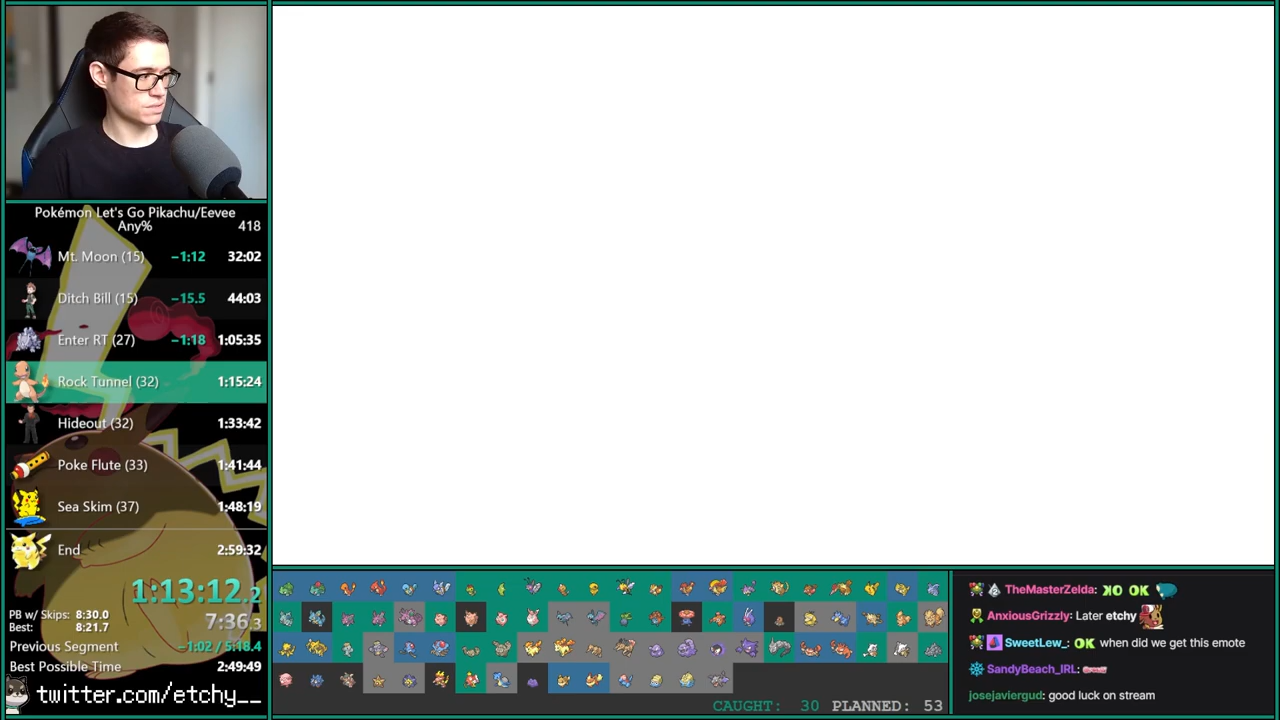 Pokémon Let's Go Pikachu/Eevee
Any% 418
Mt. Moon (15) −1:12 32:02
Ditch Bill (15) −15.5 44:03
Enter RT (27) −1:18 1:05:35
Rock Tunnel (32) 1:15:24
Hideout (32) 1:33:42
Poke Flute (33) 1:41:44
Sea Skim (37) 1:48:19
End 2:59:32
1:13:12.2
PB w/ Skips: 8:30.0
7:36.3
Best: 8:21.7
Previous Segment −1:02 / 5:18.4
Best Possible Time 2:49:49
twitter.com/etchy__
CAUGHT: 30 PLANNED: 53
TheMasterZelda: XO OK
AnxiousGrizzly: Later etchy
SweetLew_: OK when did we get this emote
SandyBeach_IRL:
josejaviergud: good luck on stream